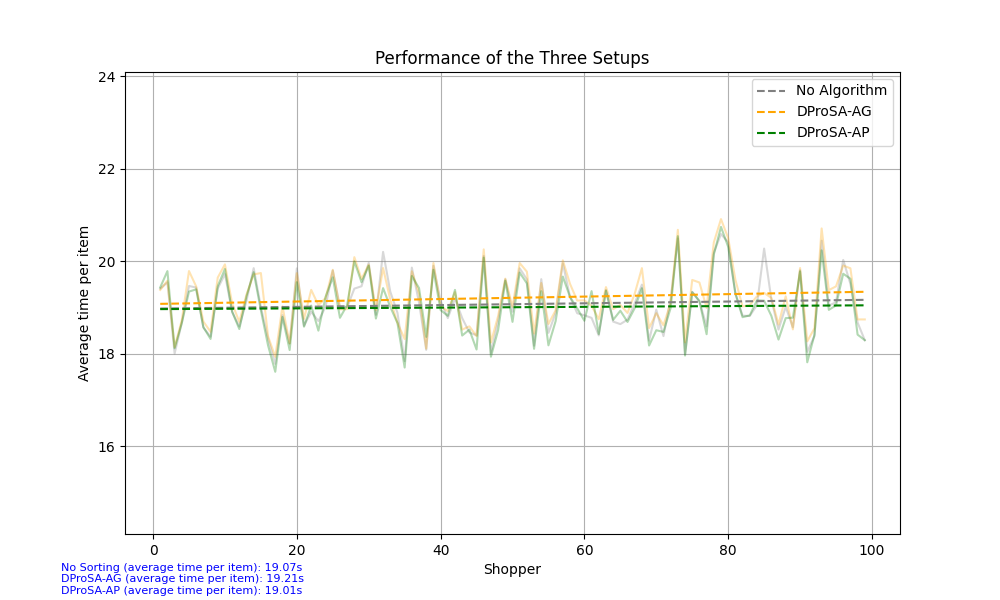 Performance of the Three Setups
24
22
20
18
16
Average time per item
No Algorithm
DProSA-AG
DProSA-AP
0 20 40 60 80 100
Shopper
No Sorting (average time per item): 19.07s
DProSA-AG (average time per item): 19.21s
DProSA-AP (average time per item): 19.01s